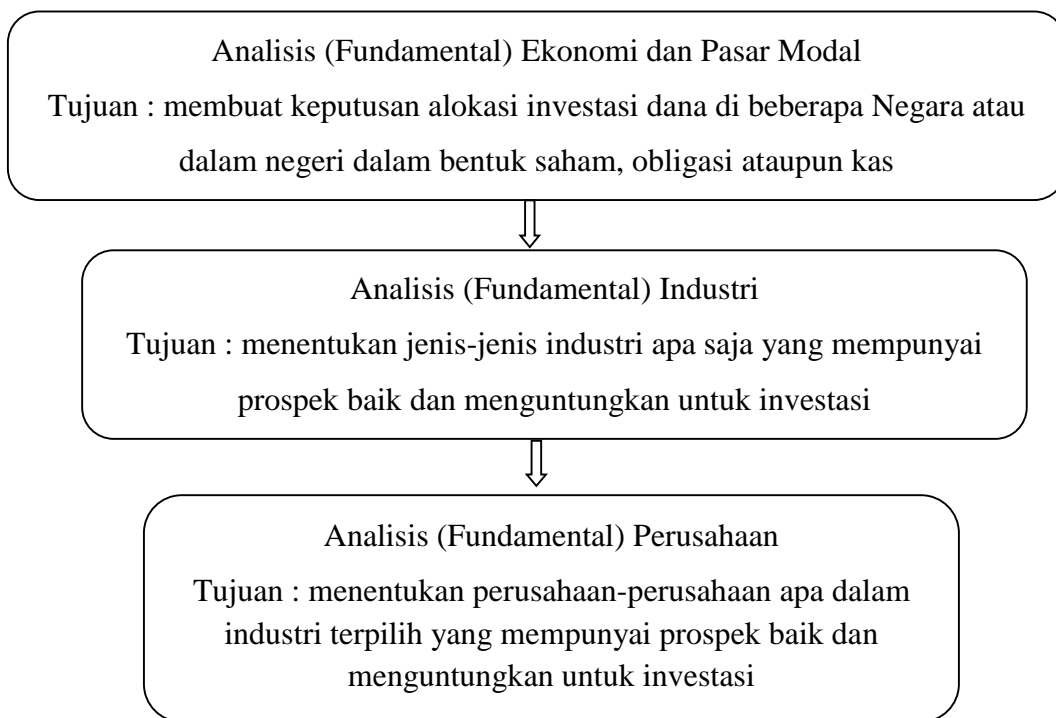 Analisis (Fundamental) Ekonomi dan Pasar Modal
Tujuan : membuat keputusan alokasi investasi dana di beberapa Negara atau
dalam negeri dalam bentuk saham, obligasi ataupun kas
Analisis (Fundamental) Industri
Tujuan : menentukan jenis-jenis industri apa saja yang mempunyai
prospek baik dan menguntungkan untuk investasi
Analisis (Fundamental) Perusahaan
Tujuan : menentukan perusahaan-perusahaan apa dalam
industri terpilih yang mempunyai prospek baik dan
menguntungkan untuk investasi